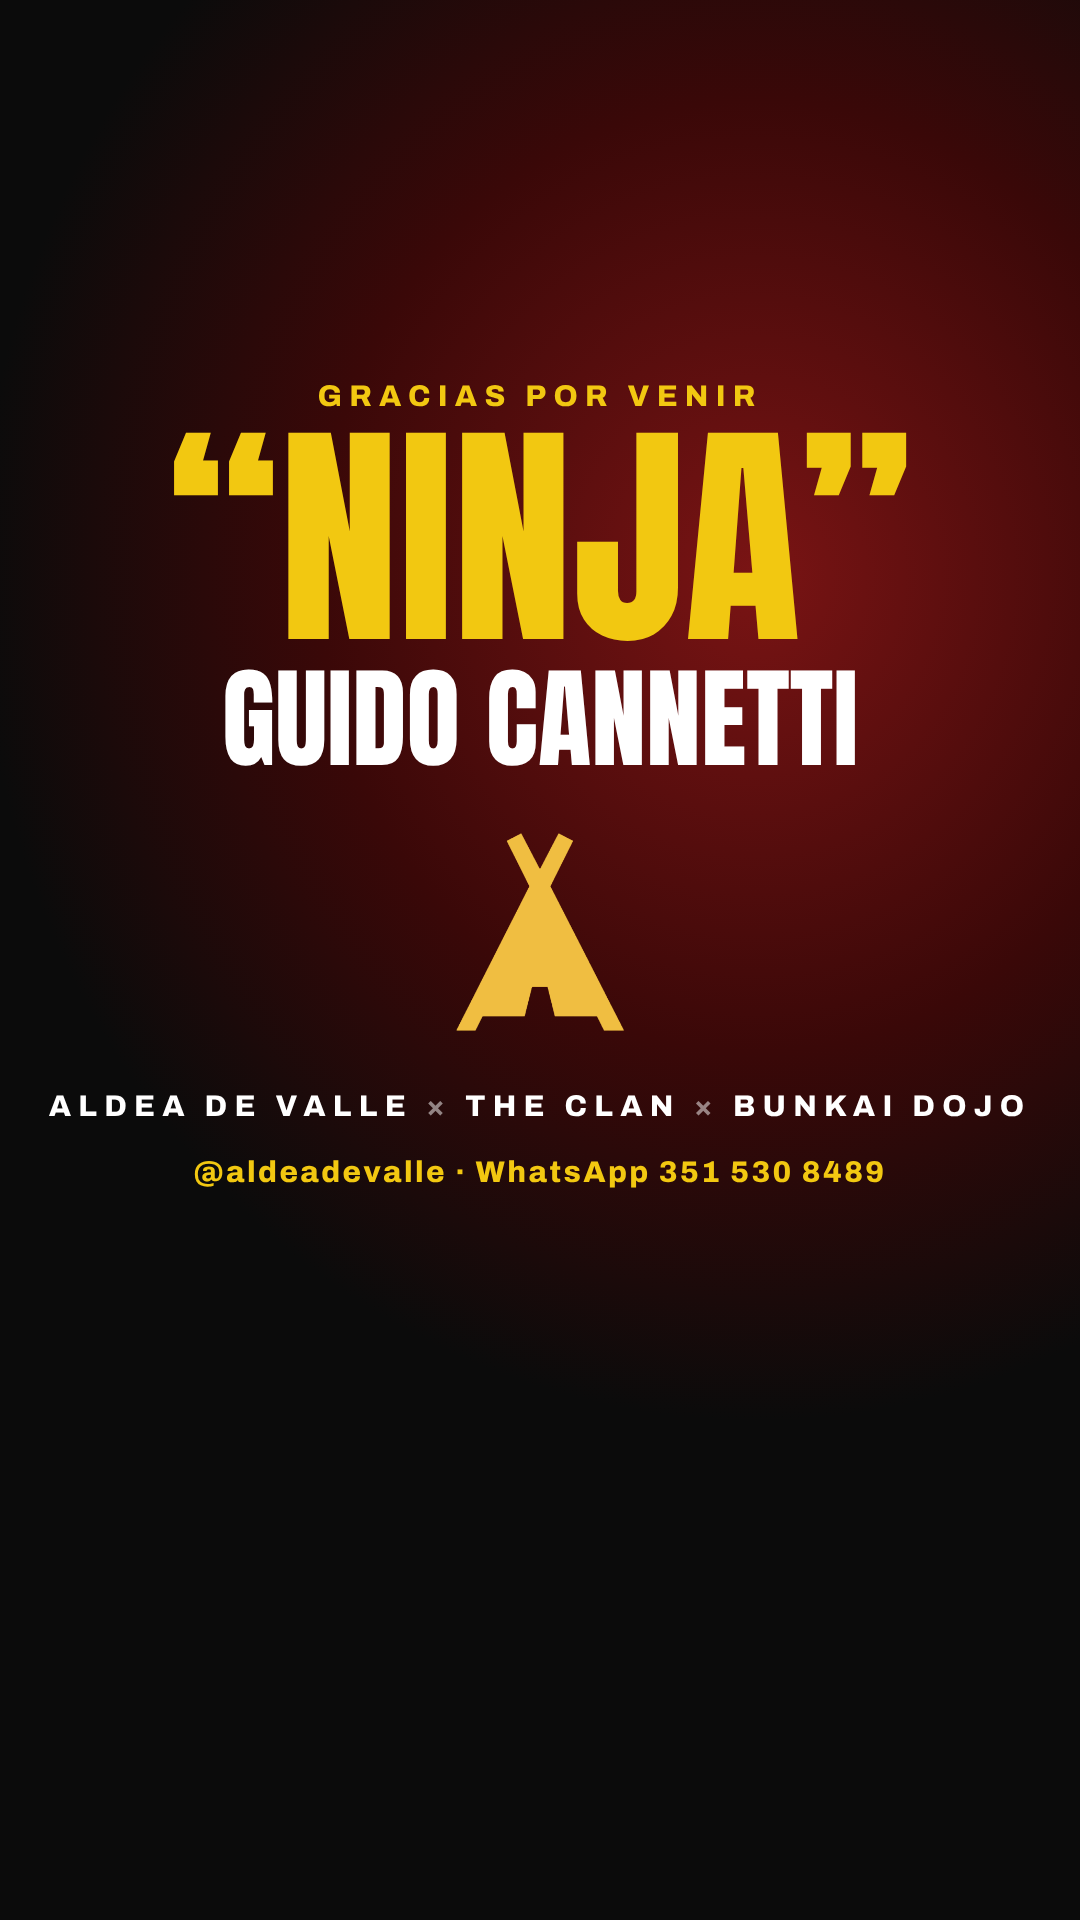 GRACIAS POR VENIR
“NINJA”
GUIDO CANNETTI
ALDEA DE VALLE × THE CLAN × BUNKAI DOJO
@aldeadevalle · WhatsApp 351 530 8489